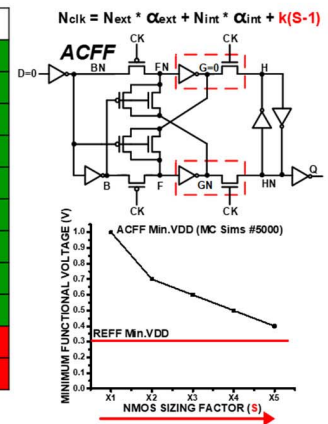 Nclk = Next * αext + Nint * αint + k(S-1)
ACFF
CK
CK
D=0
BN
FN
G=0
H
B
F
GN
HN
Q
CK
CK
MINIMUM FUNCTIONAL VOLTAGE (V)
ACFF Min.VDD (MC Sims #5000)
REFF Min.VDD
1.0
0.9
0.8
0.7
0.6
0.5
0.4
0.3
0.2
0.1
0.0
X1
X2
X3
X4
X5
NMOS SIZING FACTOR (S)